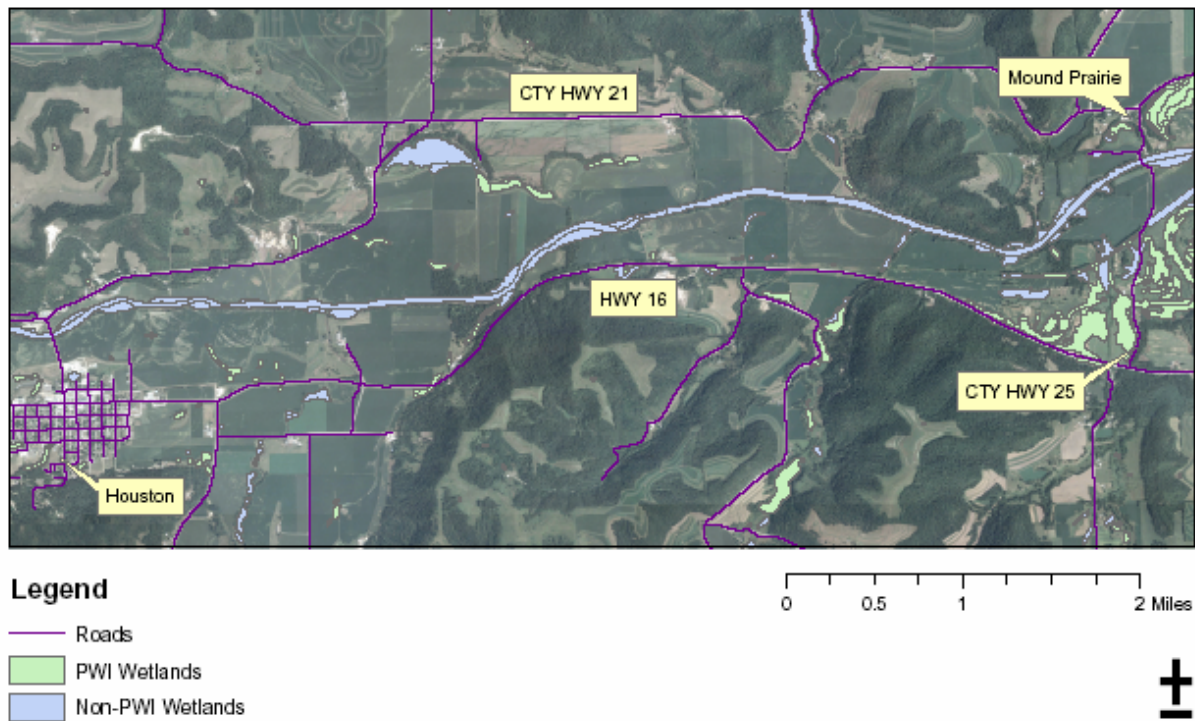 CTY HWY 21
Mound Prairie
HWY 16
CTY HWY 25
Houston
Legend
Roads
PWI Wetlands
Non-PWI Wetlands
0 0.5 1 2 Miles